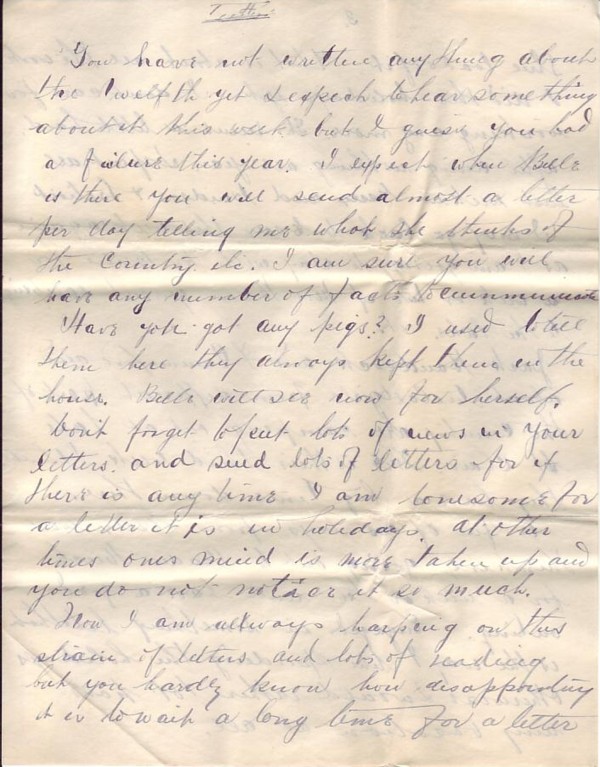 You have not written anything about
the Twelfth yet I expect to hear something
about it this week but I guess you had
a failure this year. I expect when Belle
is there you will send almost a letter
per day telling me what she thinks of
the Country etc. I am sure you will
have any number of facts to communicate
Have you got any pigs? I used to tell
them here they always kept them in the
house. Belle will see now for herself.
Don't forget to put lots of news in your
letters. and send lots of letters for if
there is any time I am lonesome for
a letter it is in holidays. at other
times ones mind is more taken up and
you do not notice it so much.
Now I am allways harping on this
strain of letters and lots of reading
but you hardly know how disappointing
it is to wait a long time for a letter